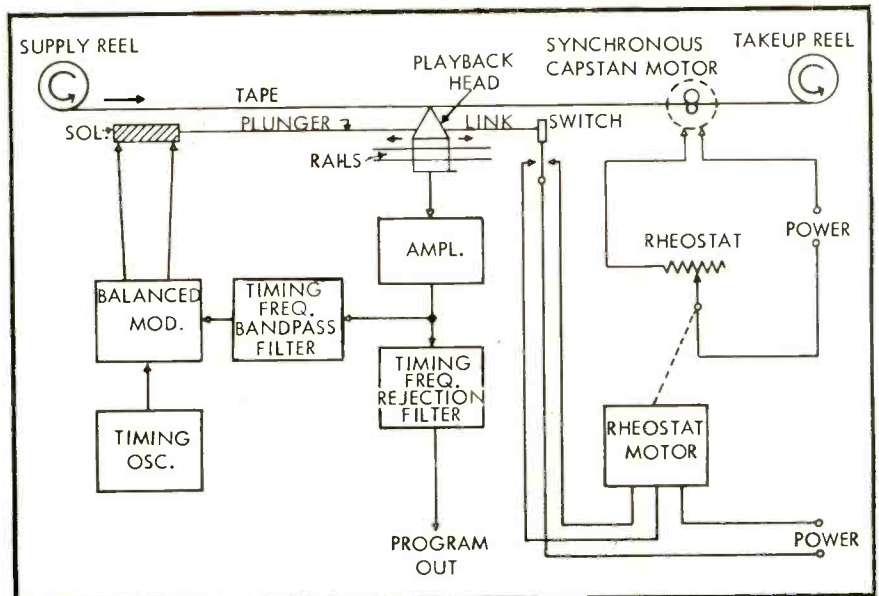 SUPPLY REEL
TAPE
PLAYBACK
HEAD
SYNCHRONOUS
CAPSTAN MOTOR
TAKEUP REEL
SOL.
PLUNGER
LINK
SWITCH
RAILS
AMPL.
RHEOSTAT
POWER
BALANCED
MOD.
TIMING
FREQ.
BANDPASS
FILTER
TIMING
FREQ.
REJECTION
FILTER
TIMING
OSC.
RHEOSTAT
MOTOR
PROGRAM
OUT
POWER